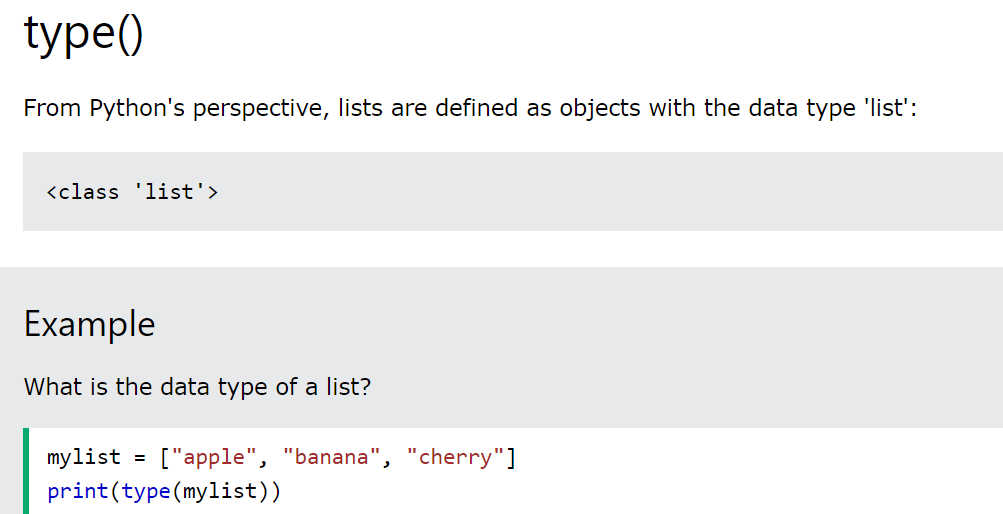 type()
From Python's perspective, lists are defined as objects with the data type 'list':
<class 'list'>
Example
What is the data type of a list?
mylist = ["apple", "banana", "cherry"]
print(type(mylist))